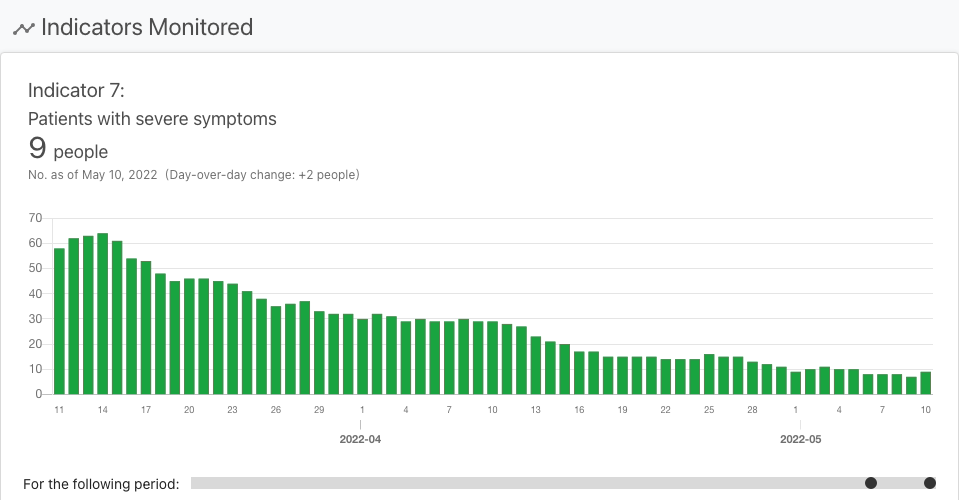 Indicators Monitored
Indicator 7:
Patients with severe symptoms
9 people
No. as of May 10, 2022 (Day-over-day change: +2 people)
70
60
50
40
30
20
10
0
11 14 17 20 23 26 29 1 4 7 10 13 16 19 22 25 28 1 4 7 10
2022-04 2022-05
For the following period: